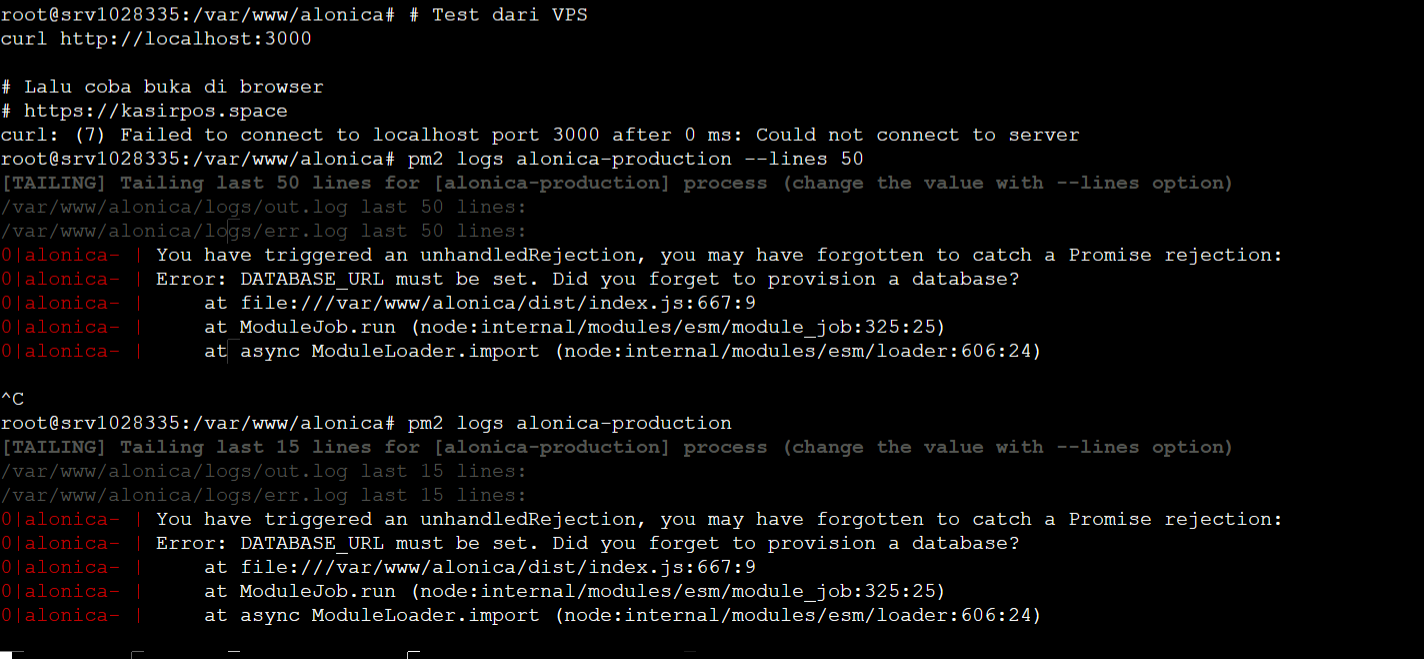 root@srv1028335:/var/www/alonica# # Test dari VPS
curl http://localhost:3000
# Lalu coba buka di browser
# https://kasirpos.space
curl: (7) Failed to connect to localhost port 3000 after 0 ms: Could not connect to server
root@srv1028335:/var/www/alonica# pm2 logs alonica-production --lines 50
[TAILING] Tailing last 50 lines for [alonica-production] process (change the value with --lines option)
/var/www/alonica/logs/out.log last 50 lines:
/var/www/alonica/logs/err.log last 50 lines:
0|alonica- | You have triggered an unhandledRejection, you may have forgotten to catch a Promise rejection:
0|alonica- | Error: DATABASE_URL must be set. Did you forget to provision a database?
0|alonica- |     at file:///var/www/alonica/dist/index.js:667:9
0|alonica- |     at ModuleJob.run (node:internal/modules/esm/module_job:325:25)
0|alonica- |     at async ModuleLoader.import (node:internal/modules/esm/loader:606:24)
^C
root@srv1028335:/var/www/alonica# pm2 logs alonica-production
[TAILING] Tailing last 15 lines for [alonica-production] process (change the value with --lines option)
/var/www/alonica/logs/out.log last 15 lines:
/var/www/alonica/logs/err.log last 15 lines:
0|alonica- | You have triggered an unhandledRejection, you may have forgotten to catch a Promise rejection:
0|alonica- | Error: DATABASE_URL must be set. Did you forget to provision a database?
0|alonica- |     at file:///var/www/alonica/dist/index.js:667:9
0|alonica- |     at ModuleJob.run (node:internal/modules/esm/module_job:325:25)
0|alonica- |     at async ModuleLoader.import (node:internal/modules/esm/loader:606:24)